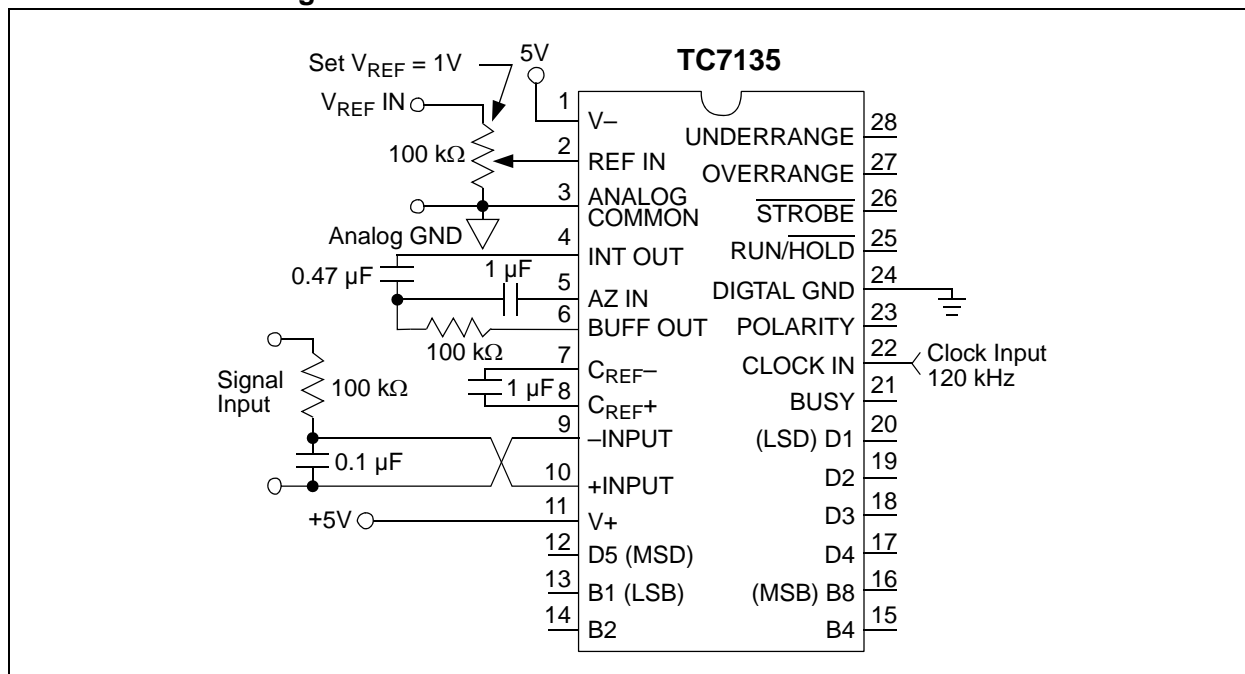 Set VREF = 1V
5V
TC7135
VREF IN
100 kΩ
Analog GND
0.47 µF
1 µF
100 kΩ
Signal
Input
100 kΩ
1 µF
0.1 µF
+5V
1
V–
2
REF IN
3
ANALOG
COMMON
4
INT OUT
5
AZ IN
6
BUFF OUT
7
CREF–
8
CREF+
9
–INPUT
10
+INPUT
11
V+
12
D5 (MSD)
13
B1 (LSB)
14
B2
UNDERRANGE
28
OVERRANGE
27
STROBE
26
RUN/HOLD
25
DIGTAL GND
24
POLARITY
23
CLOCK IN
22
Clock Input
120 kHz
BUSY
21
(LSD) D1
20
D2
19
D3
18
D4
17
(MSB) B8
16
B4
15